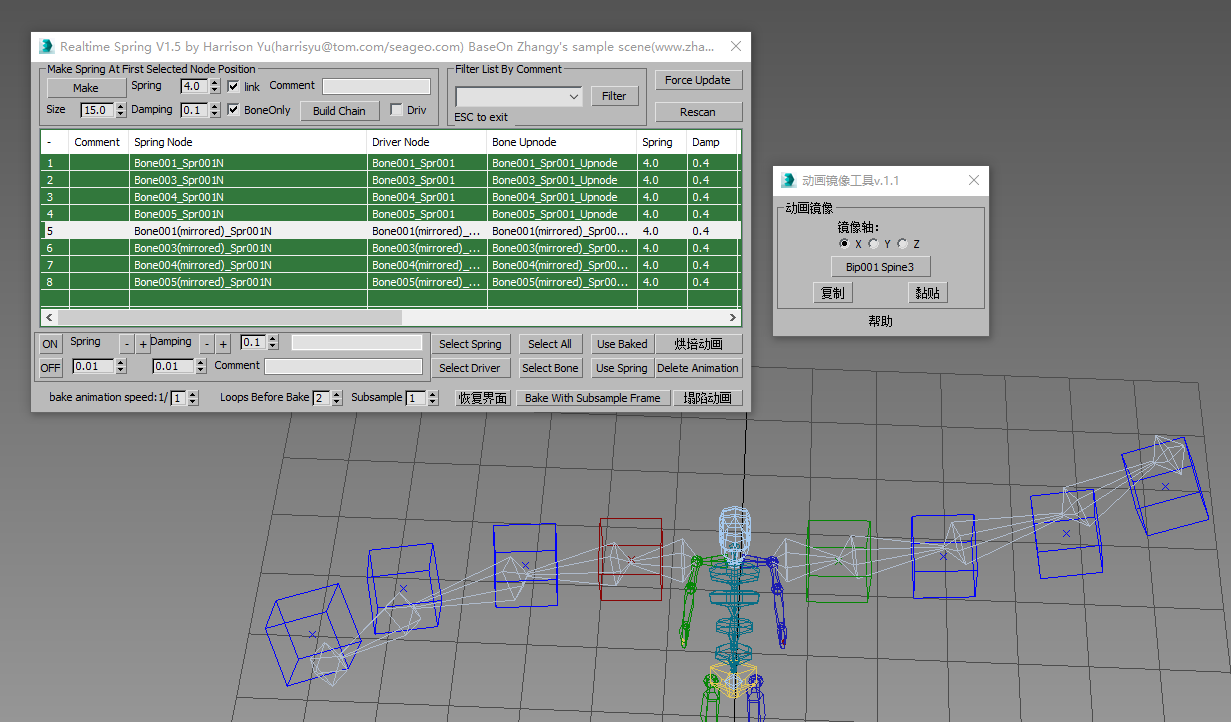 Realtime Spring V1.5 by Harrison Yu(harrisyu@tom.com/seageo.com) BaseOn Zhangy's sample scene(www.zha...
Make Spring At First Selected Node Position
Make Spring 4.0 link Comment
Size 15.0 Damping 0.1 BoneOnly Build Chain Driv
Filter List By Comment
Filter
ESC to exit
Force Update
Rescan
- Comment Spring Node Driver Node Bone Upnode Spring Damp
1 Bone001_Spr001N Bone001_Spr001 Bone001_Spr001_Upnode 4.0 0.4
2 Bone003_Spr001N Bone003_Spr001 Bone003_Spr001_Upnode 4.0 0.4
3 Bone004_Spr001N Bone004_Spr001 Bone004_Spr001_Upnode 4.0 0.4
4 Bone005_Spr001N Bone005_Spr001 Bone005_Spr001_Upnode 4.0 0.4
5 Bone001(mirrored)_Spr001N Bone001(mirrored)_... Bone001(mirrored)_Spr00... 4.0 0.4
6 Bone003(mirrored)_Spr001N Bone003(mirrored)_... Bone003(mirrored)_Spr00... 4.0 0.4
7 Bone004(mirrored)_Spr001N Bone004(mirrored)_... Bone004(mirrored)_Spr00... 4.0 0.4
8 Bone005(mirrored)_Spr001N Bone005(mirrored)_... Bone005(mirrored)_Spr00... 4.0 0.4
ON Spring - + Damping - + 0.1
OFF 0.01 0.01 Comment
Select Spring Select All Use Baked 烘培动画
Select Driver Select Bone Use Spring Delete Animation
bake animation speed:1/ 1 Loops Before Bake 2 Subsample 1 恢复界面 Bake With Subsample Frame 塌陷动画
动画镜像工具v.1.1
动画镜像
镜像轴:
X Y Z
Bip001 Spine3
复制 黏贴
帮助